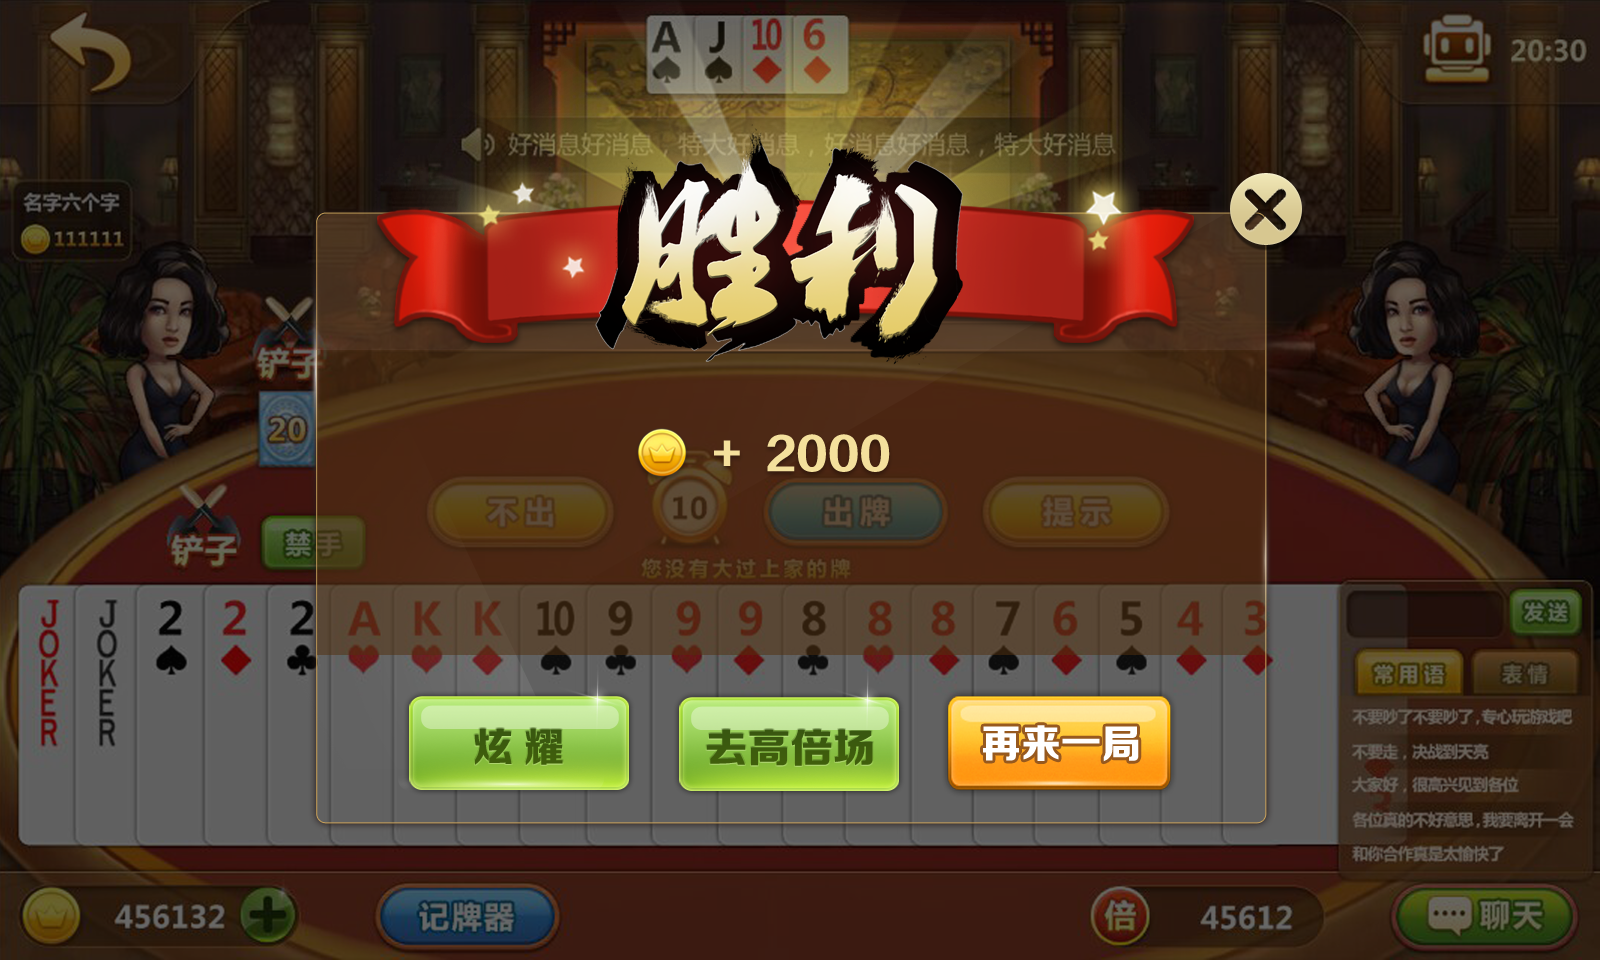 A J 10 6
20:30
好消息好消息，特大好消息，好消息好消息，特大好消息
胜利
名字六个字
111111
铲子
20
+ 2000
不出
10
出牌
提示
铲子
禁手
您没有大过上家的牌
JOKER JOKER 2 2 2 A K K 10 9 9 9 8 8 8 7 6 5 4 3
发送
常用语
表情
不要吵了不要吵了，专心玩游戏吧
不要走，决战到天亮
大家好，很高兴见到各位
各位真的不好意思，我要离开一会
和你合作真是太愉快了
炫耀
去高倍场
再来一局
456132
记牌器
倍
45612
聊天